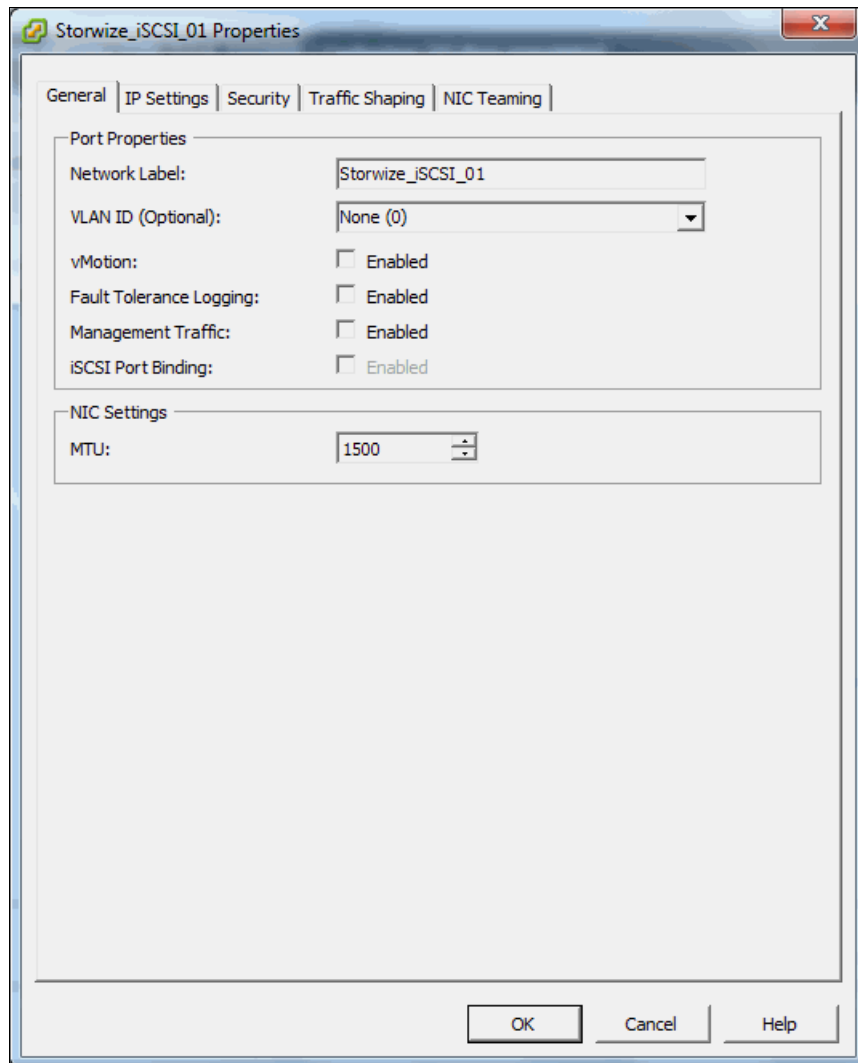 Storwize_iSCSI_01 Properties
General IP Settings Security Traffic Shaping NIC Teaming
Port Properties
Network Label: Storwize_iSCSI_01
VLAN ID (Optional): None (0)
vMotion: Enabled
Fault Tolerance Logging: Enabled
Management Traffic: Enabled
iSCSI Port Binding: Enabled
NIC Settings
MTU: 1500
OK Cancel Help